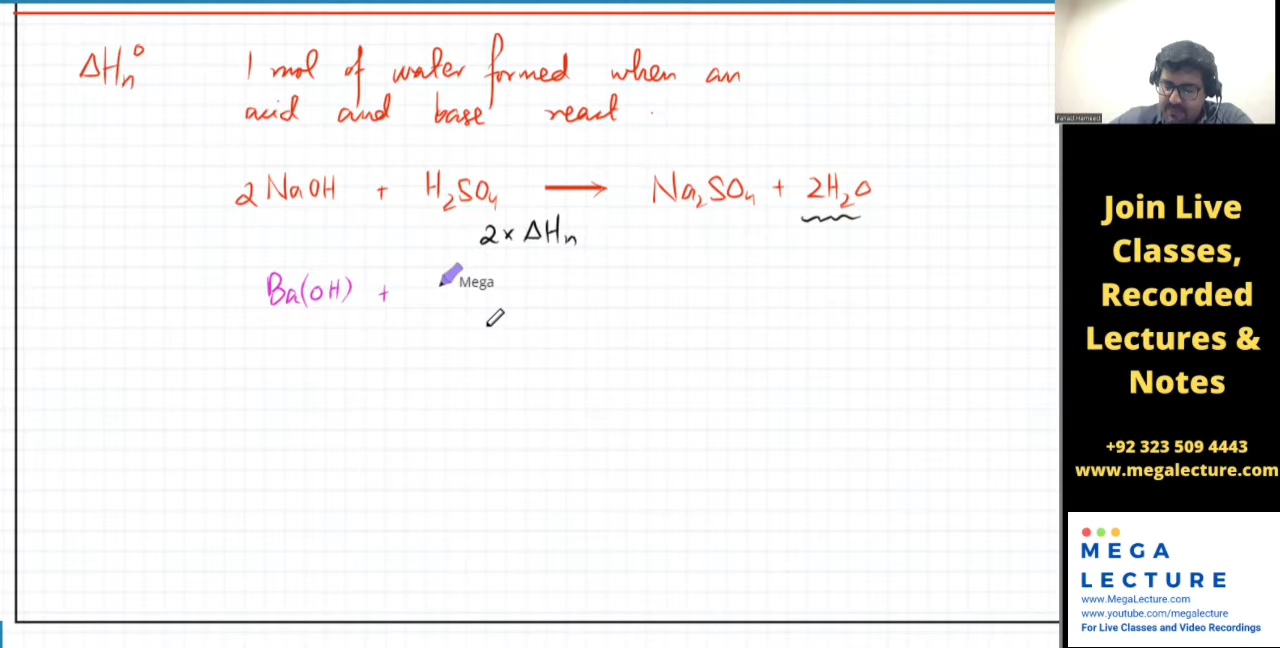 ΔHn° 1 mol of water formed when an
acid and base react.
2NaOH + H₂SO₄ ⟶ Na₂SO₄ + 2H₂O
2× ΔHn
Ba(OH) +
Mega
Fahad Hameed
Join Live
Classes,
Recorded
Lectures &
Notes
+92 323 509 4443
www.megalecture.com
MEGA
LECTURE
www.MegaLecture.com
www.youtube.com/megalecture
For Live Classes and Video Recordings